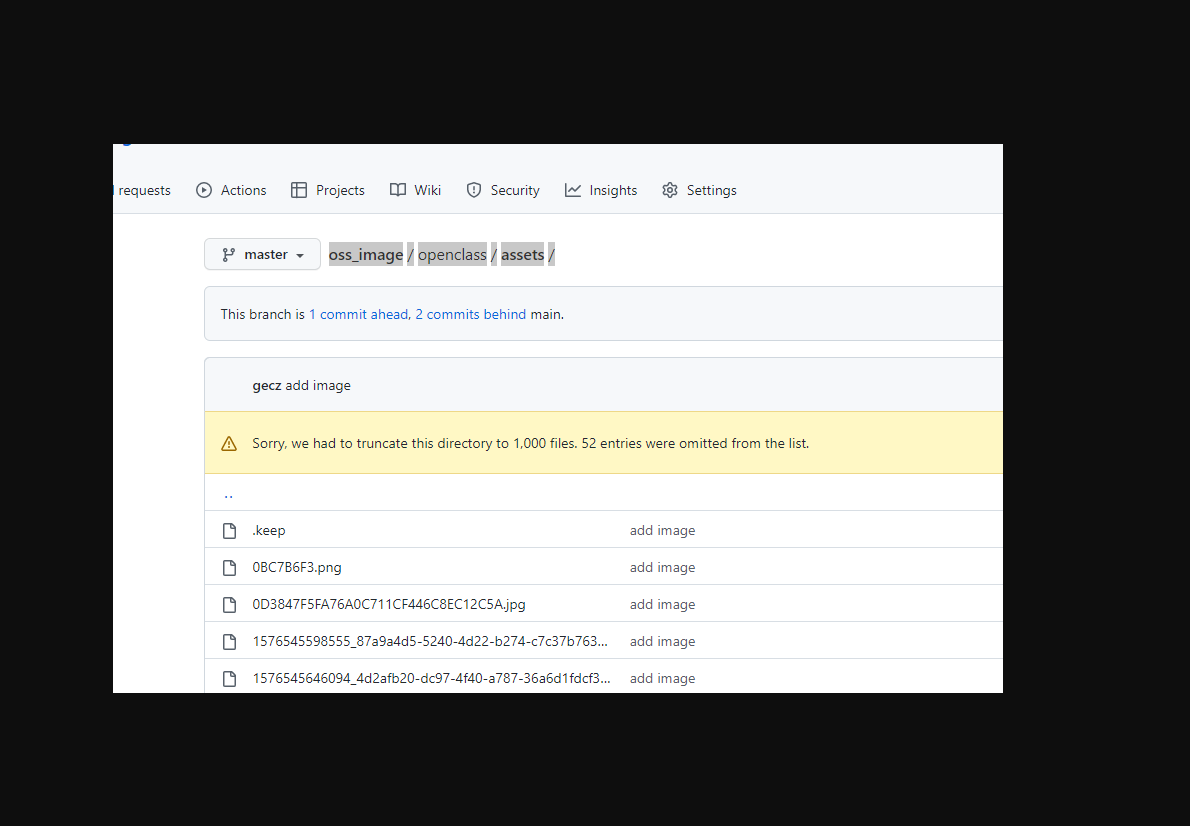 requests Actions Projects Wiki Security Insights Settings
master oss_image / openclass / assets /
This branch is 1 commit ahead, 2 commits behind main.
gecz add image
Sorry, we had to truncate this directory to 1,000 files. 52 entries were omitted from the list.
..
.keep add image
0BC7B6F3.png add image
0D3847F5FA76A0C711CF446C8EC12C5A.jpg add image
1576545598555_87a9a4d5-5240-4d22-b274-c7c37b763... add image
1576545646094_4d2afb20-dc97-4f40-a787-36a6d1fdcf3... add image